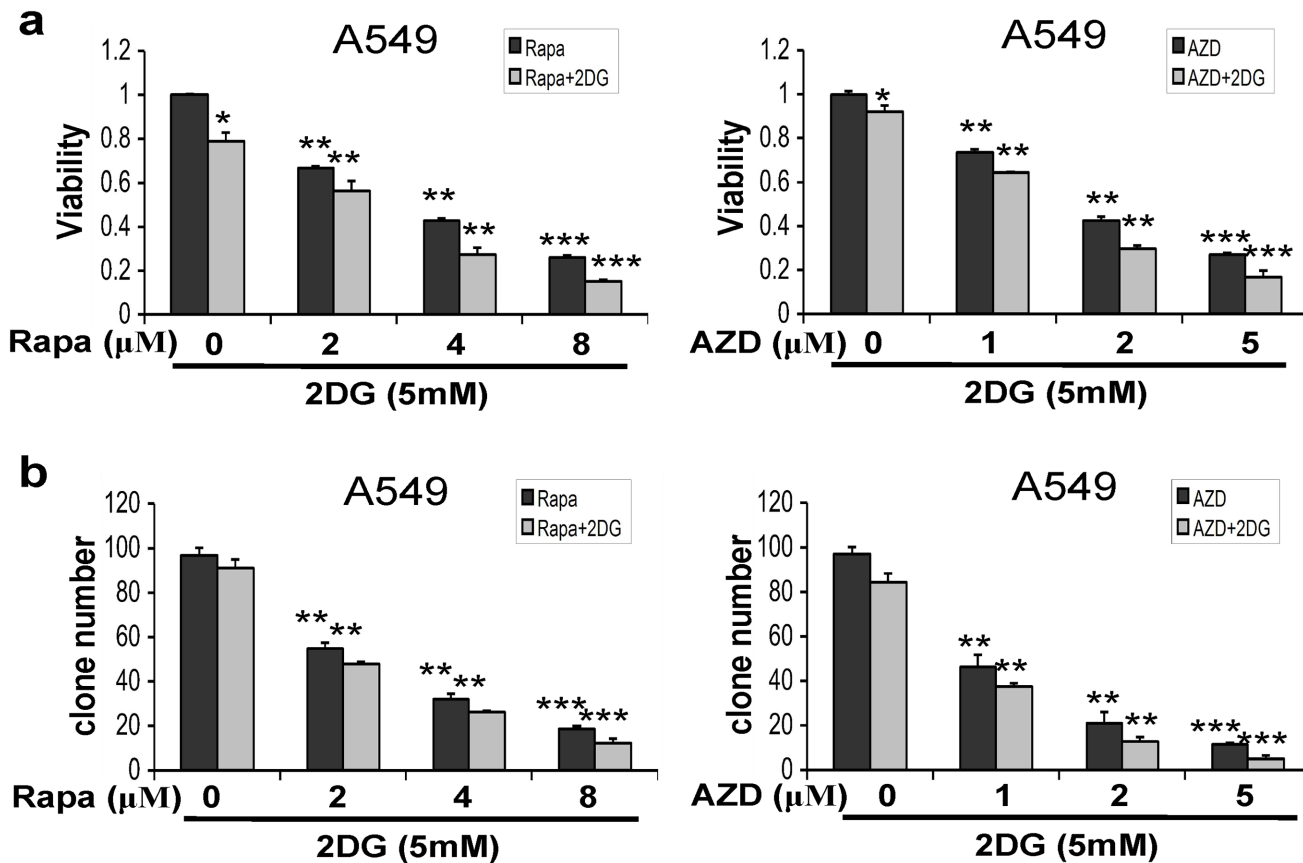 a
A549
Rapa
Rapa+2DG
1.2
1
0.8
0.6
0.4
0.2
0
Viability
*
**
**
**
**
***
***
Rapa (μM) 0 2 4 8
2DG (5mM)
A549
AZD
AZD+2DG
1.2
1
0.8
0.6
0.4
0.2
0
Viability
*
**
**
**
**
***
***
AZD (μM) 0 1 2 5
2DG (5mM)
b
A549
Rapa
Rapa+2DG
120
100
80
60
40
20
0
clone number
**
**
**
**
***
***
Rapa (μM) 0 2 4 8
2DG (5mM)
A549
AZD
AZD+2DG
120
100
80
60
40
20
0
clone number
**
**
**
**
***
***
AZD (μM) 0 1 2 5
2DG (5mM)